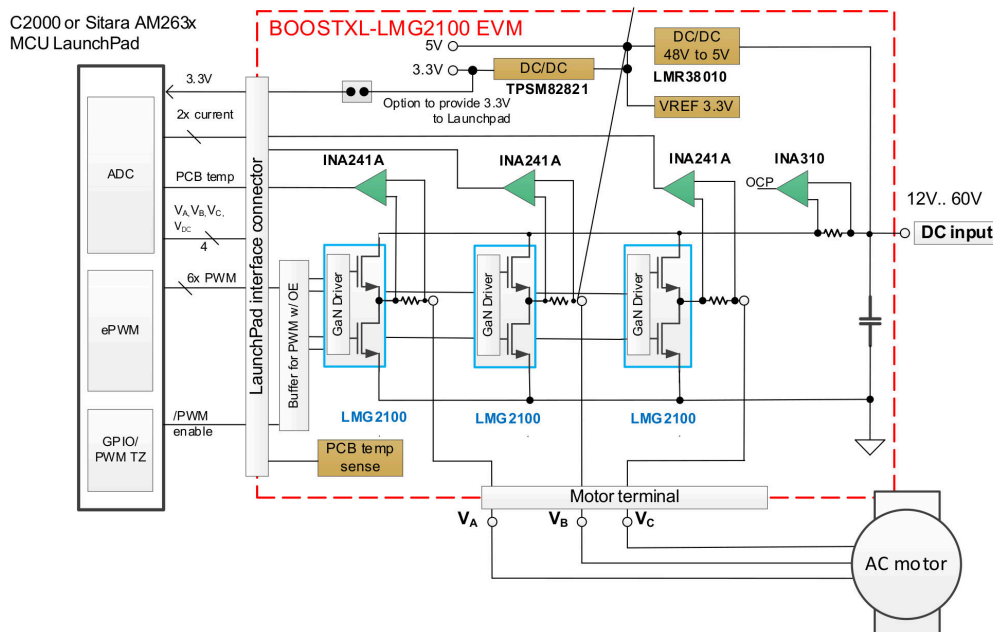 C2000 or Sitara AM263x
MCU LaunchPad
BOOSTXL-LMG2100 EVM
5V
3.3V
DC/DC
48V to 5V
LMR38010
DC/DC
TPSM82821
VREF 3.3V
Option to provide 3.3V
to Launchpad
3.3V
2x current
PCB temp
VA, VB, VC,
VDC
4
6x PWM
/PWM
enable
ADC
ePWM
GPIO/
PWM TZ
LaunchPad interface connector
Buffer for PWM w/ OE
INA241A
INA241A
INA241A
INA310
OCP
12V.. 60V
DC input
GaN Driver
GaN Driver
GaN Driver
LMG2100
LMG2100
LMG2100
PCB temp
sense
Motor terminal
VA
VB
VC
AC motor